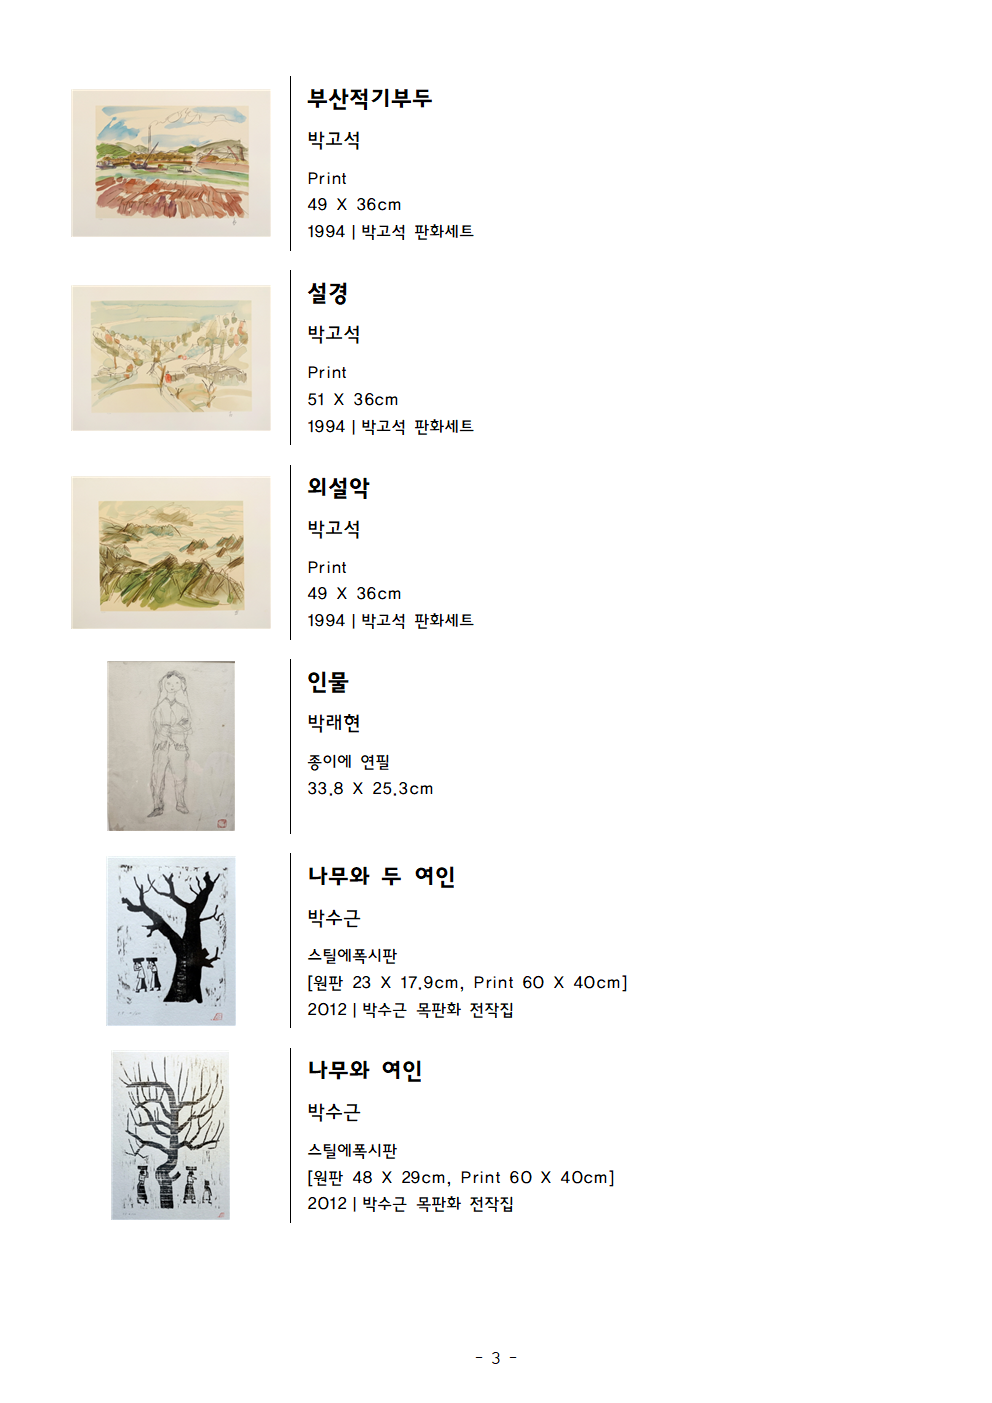 부산적기부두
박고석
Print
49 X 36cm
1994 | 박고석 판화세트
설경
박고석
Print
51 X 36cm
1994 | 박고석 판화세트
외설악
박고석
Print
49 X 36cm
1994 | 박고석 판화세트
인물
박래현
종이에 연필
33.8 X 25.3cm
나무와 두 여인
박수근
스틸에폭시판
[원판 23 X 17.9cm, Print 60 X 40cm]
2012 | 박수근 목판화 전작집
나무와 여인
박수근
스틸에폭시판
[원판 48 X 29cm, Print 60 X 40cm]
2012 | 박수근 목판화 전작집
- 3 -